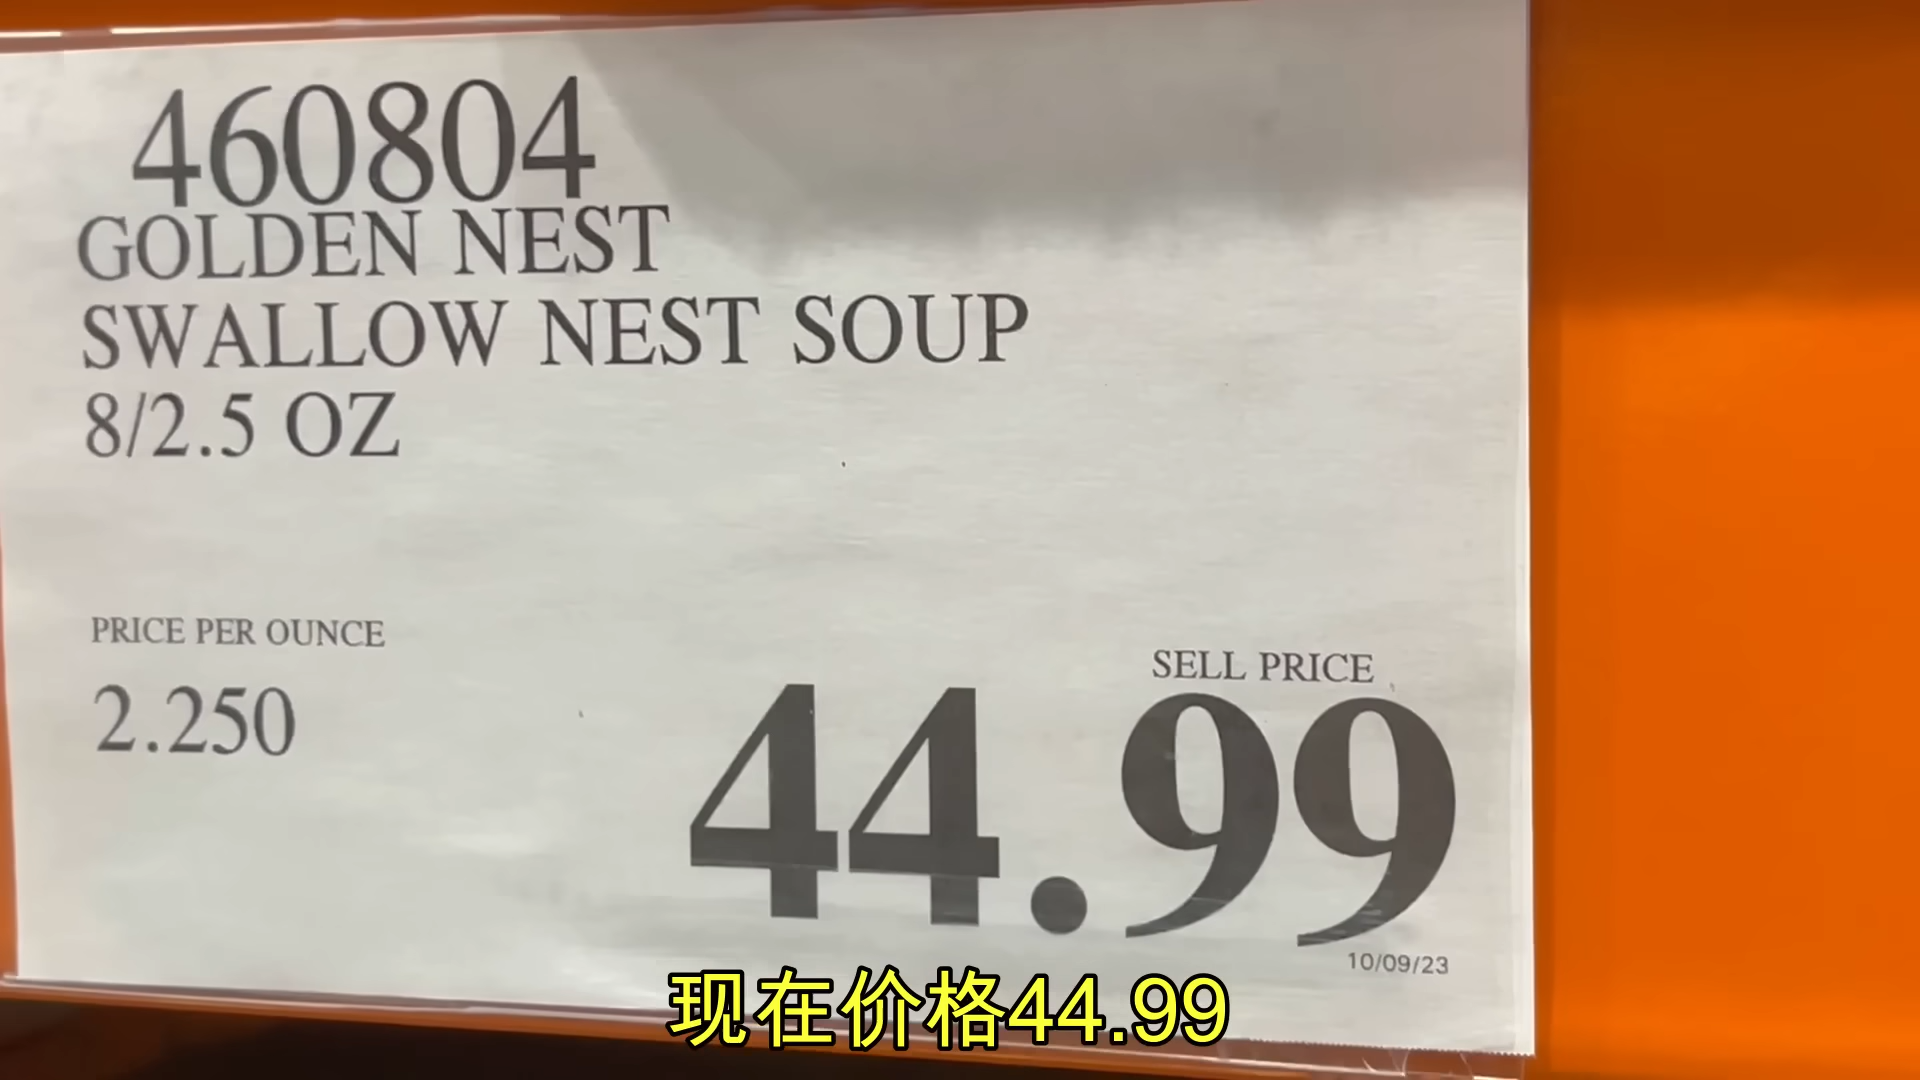 460804
GOLDEN NEST
SWALLOW NEST SOUP
8/2.5 OZ
PRICE PER OUNCE
2.250
SELL PRICE
44.99
10/09/23
现在价格44.99